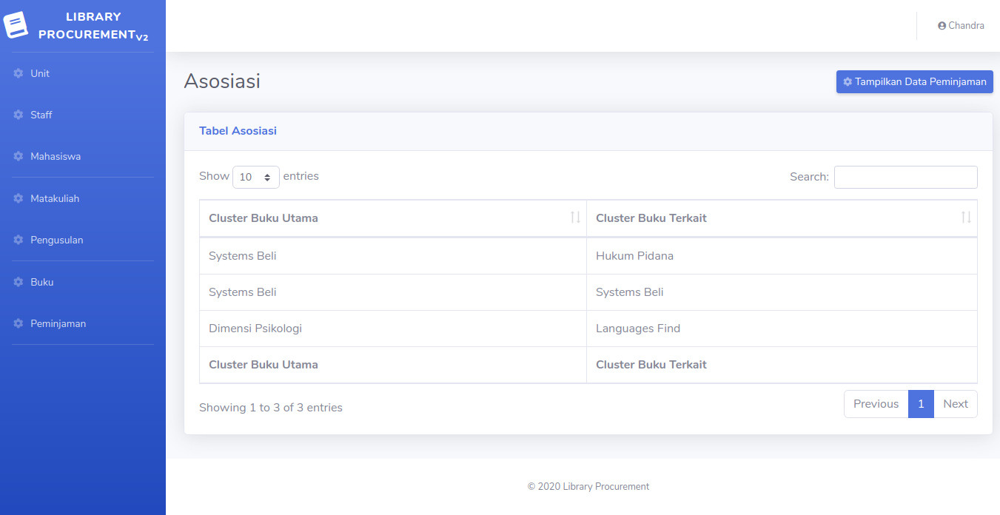 LIBRARY
PROCUREMENTV2
Chandra
Unit
Staff
Mahasiswa
Matakuliah
Pengusulan
Buku
Peminjaman
Asosiasi
Tampilkan Data Peminjaman
Tabel Asosiasi
Show 10 entries
Search:
Cluster Buku Utama Cluster Buku Terkait
Systems Beli Hukum Pidana
Systems Beli Systems Beli
Dimensi Psikologi Languages Find
Cluster Buku Utama Cluster Buku Terkait
Showing 1 to 3 of 3 entries
Previous 1 Next
© 2020 Library Procurement